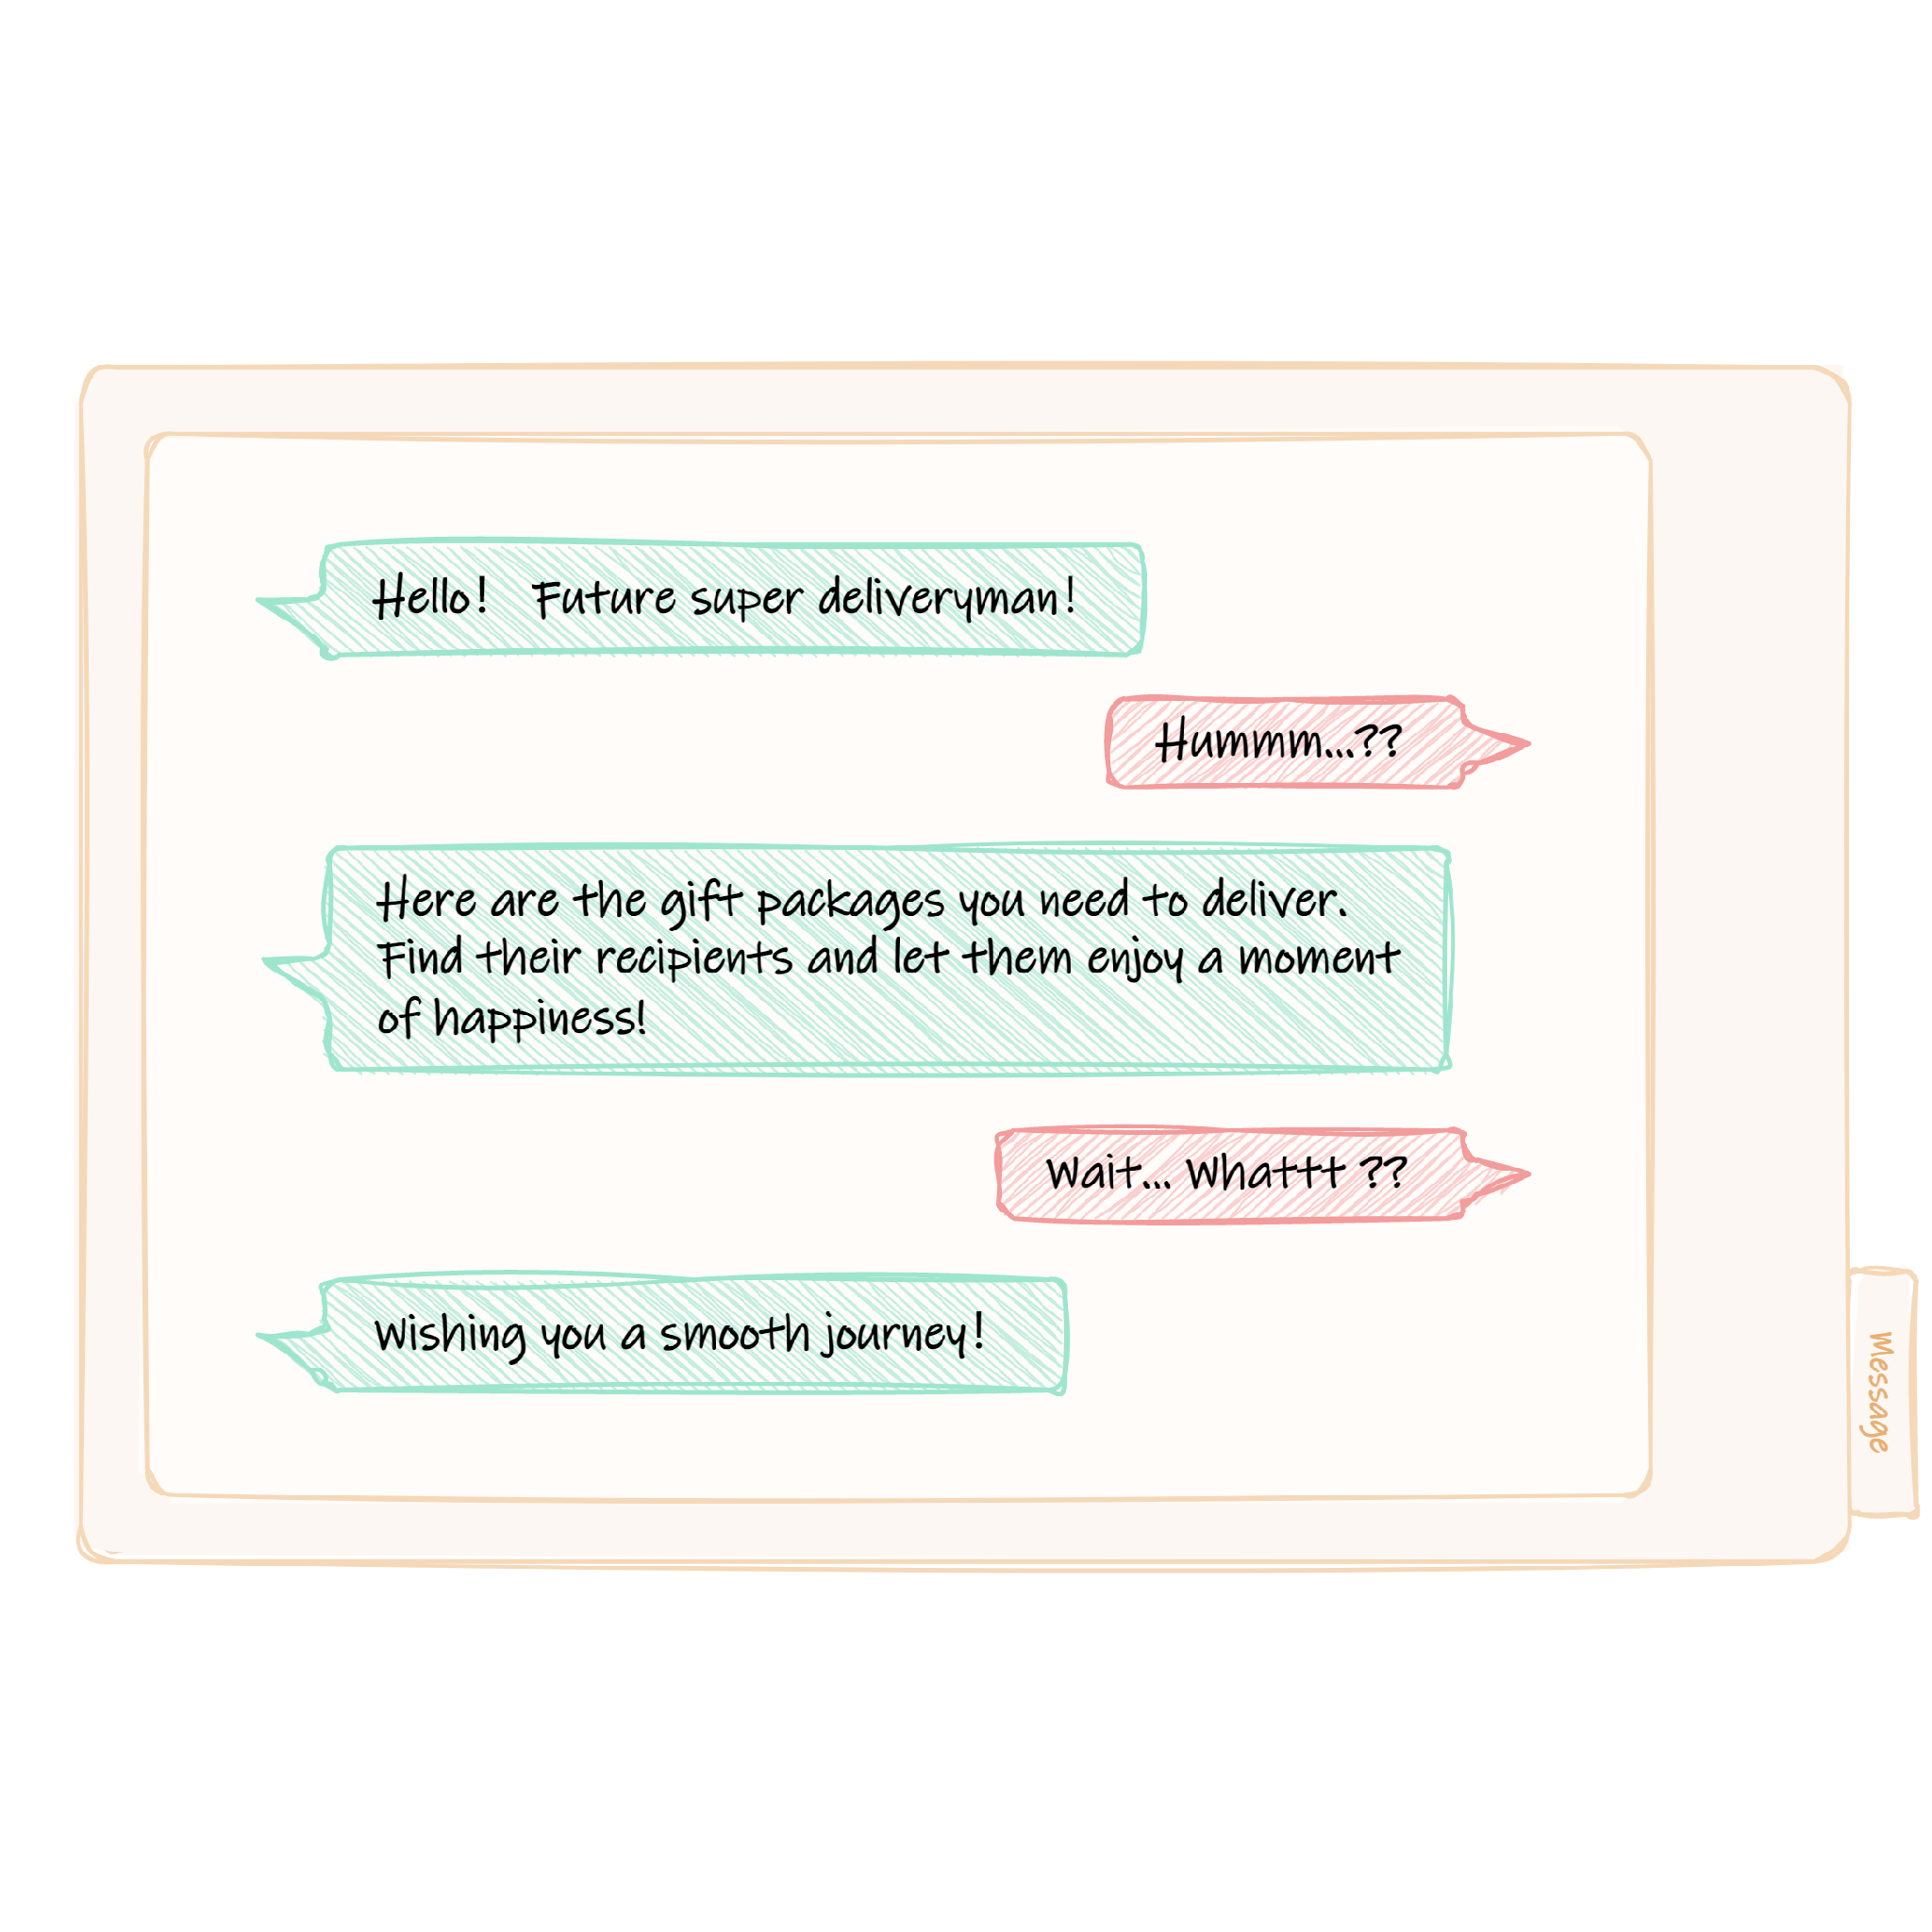 Hello! Future super deliveryman!
Hummm...??
Here are the gift packages you need to deliver.
Find their recipients and let them enjoy a moment
of happiness!
Wait... Whattt ??
Wishing you a smooth journey!
Message